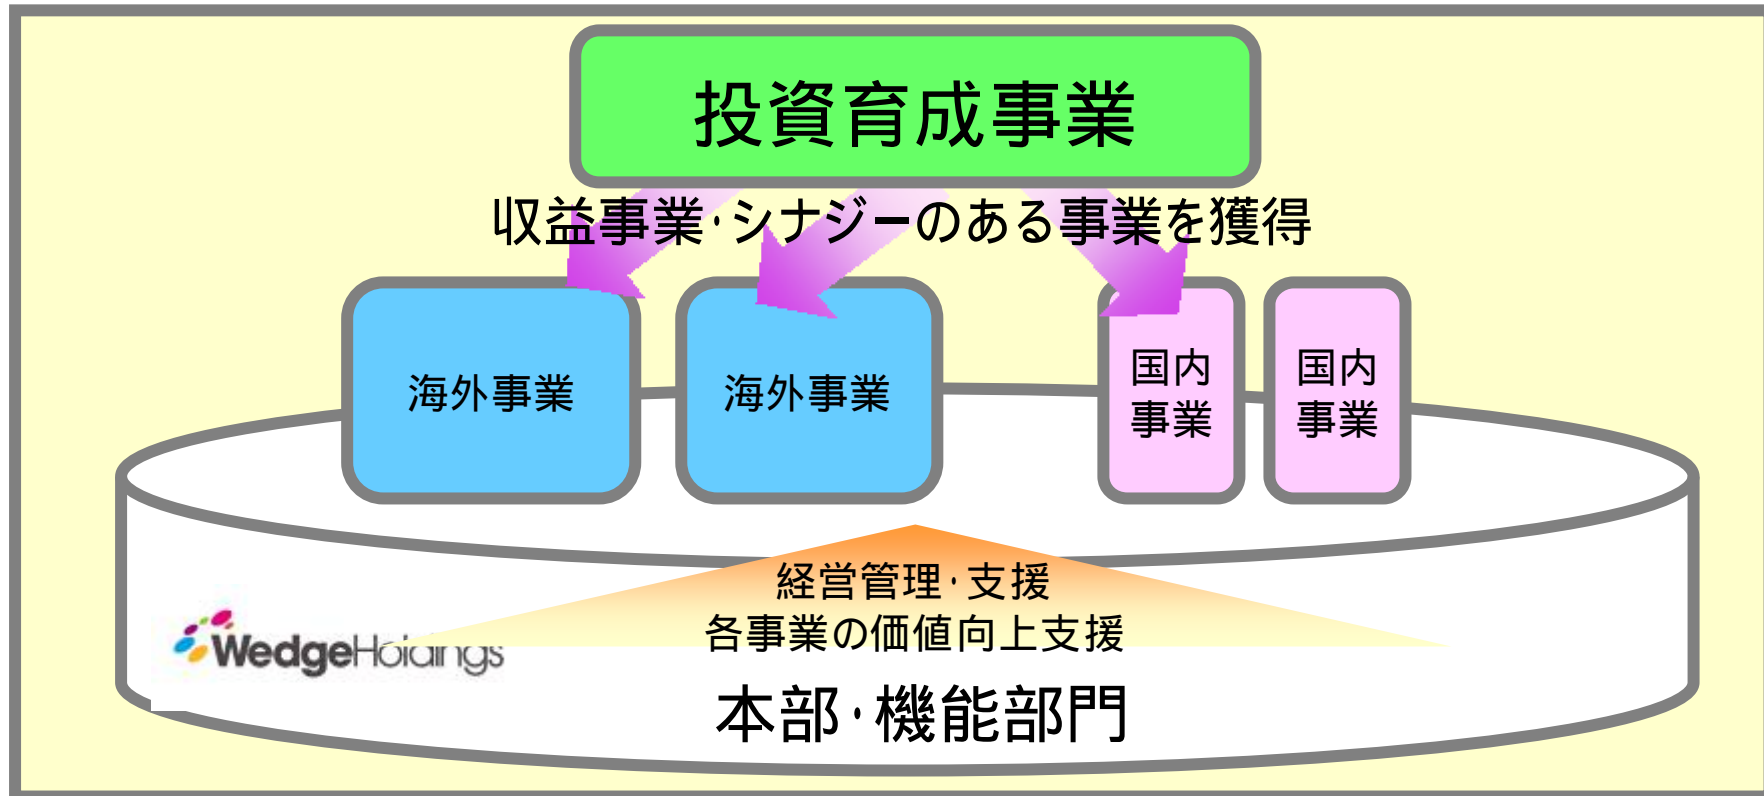 投資育成事業
収益事業･シナジーのある事業を獲得
海外事業
海外事業
国内
事業
国内
事業
経営管理･支援
各事業の価値向上支援
WedgeHoldings
本部･機能部門